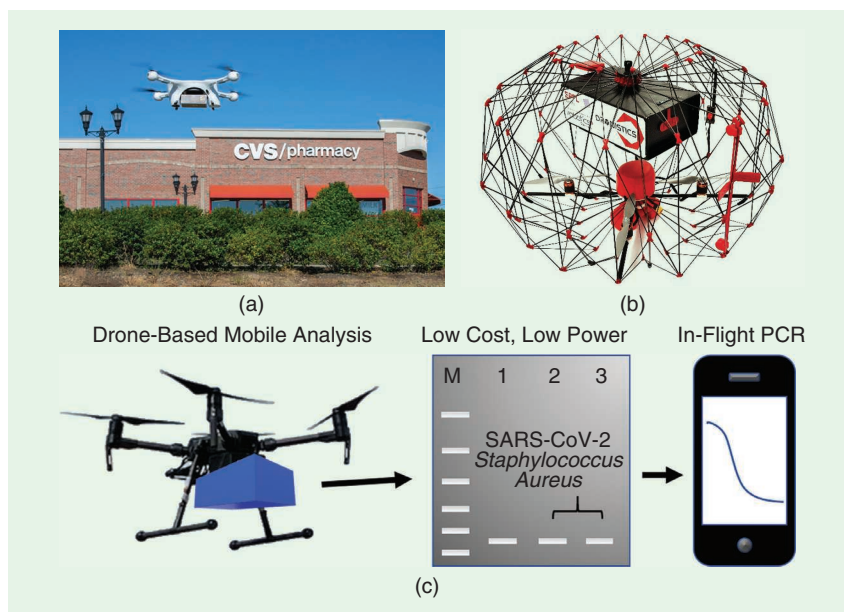 CVS/pharmacy
DRONISTICS
(a)
(b)
Drone-Based Mobile Analysis
Low Cost, Low Power
In-Flight PCR
M 1 2 3
SARS-CoV-2
Staphylococcus
Aureus
(c)